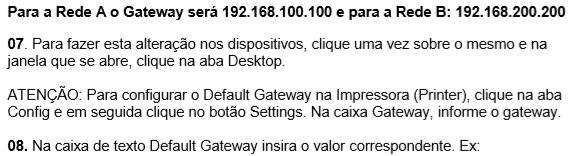 Para a Rede A o Gateway será 192.168.100.100 e para a Rede B: 192.168.200.200
07. Para fazer esta alteração nos dispositivos, clique uma vez sobre o mesmo e na
janela que se abre, clique na aba Desktop.
ATENÇÃO: Para configurar o Default Gateway na Impressora (Printer), clique na aba
Config e em seguida clique no botão Settings. Na caixa Gateway, informe o gateway.
08. Na caixa de texto Default Gateway insira o valor correspondente. Ex: